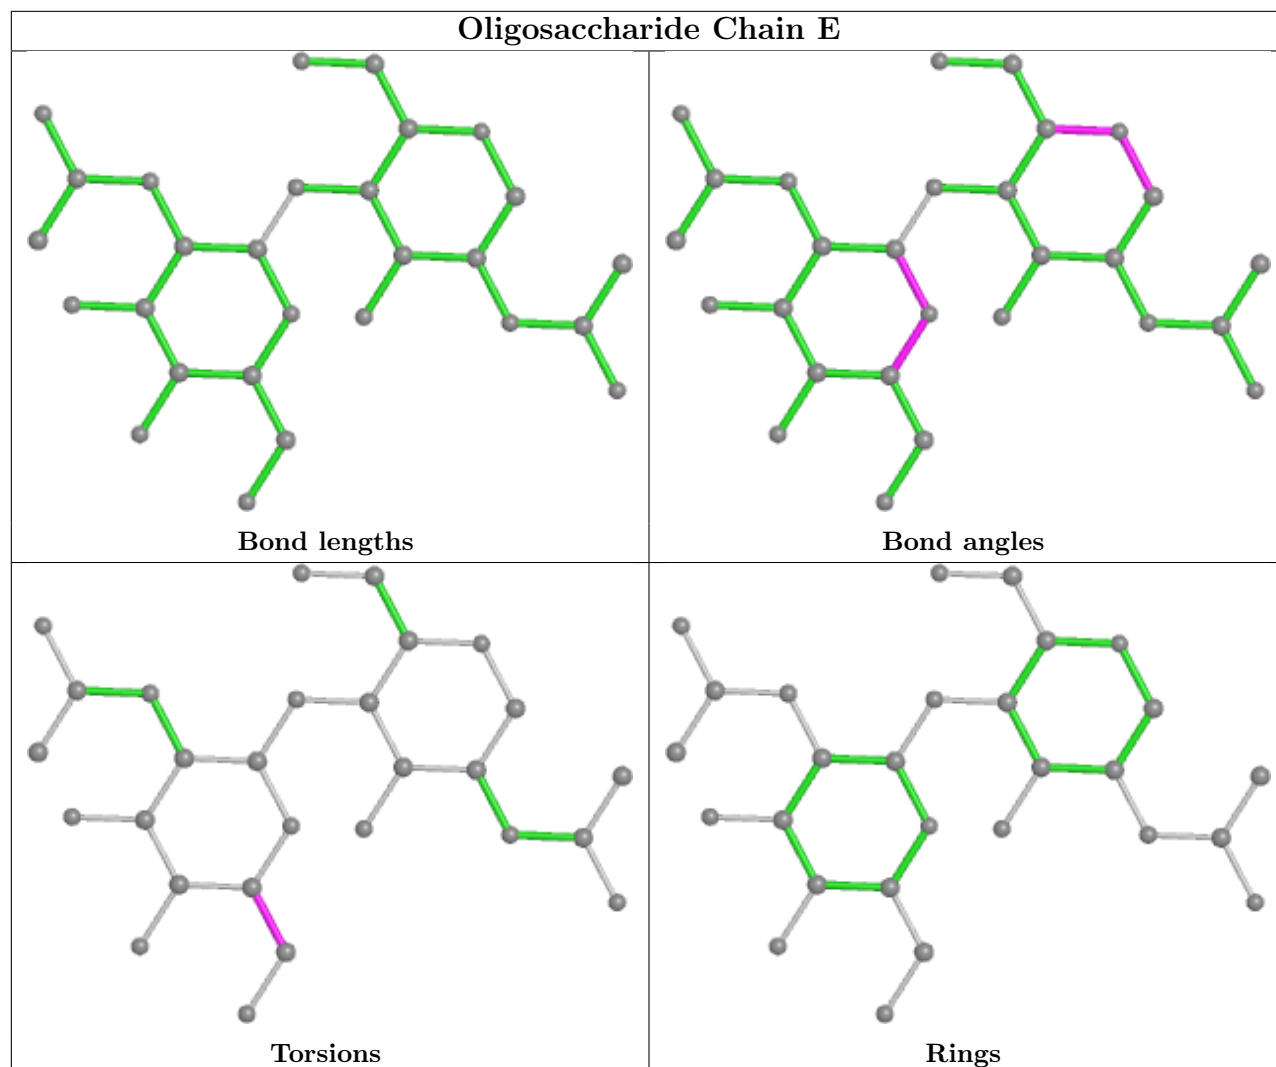 Oligosaccharide Chain E
Bond lengths
Bond angles
Torsions
Rings